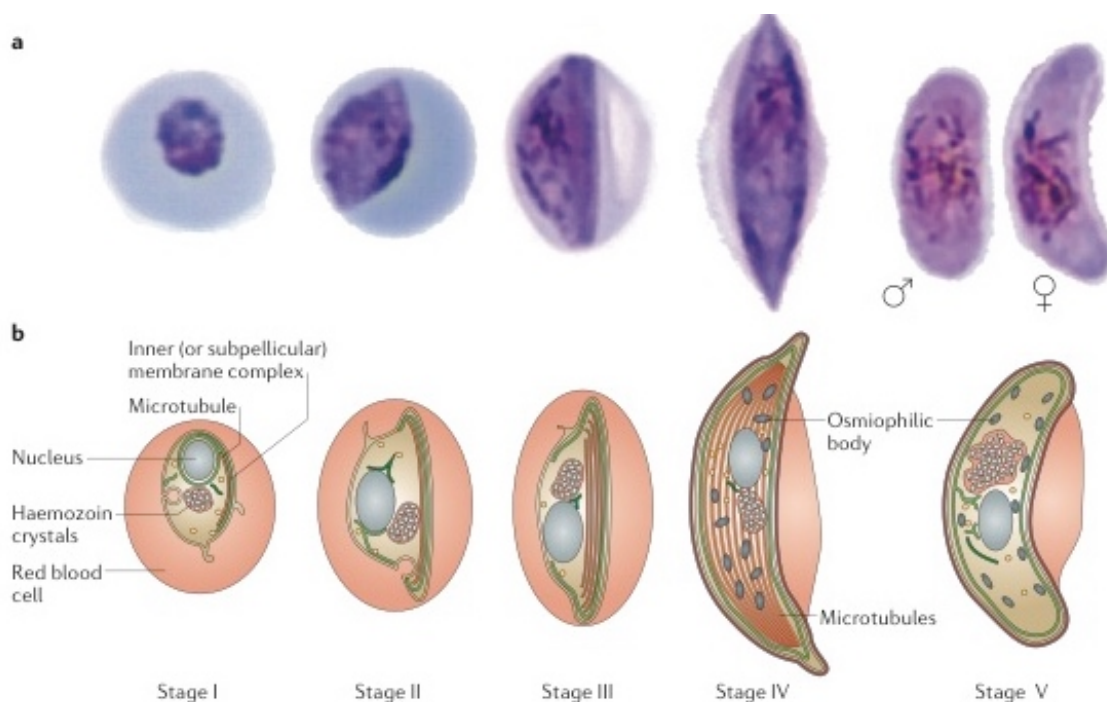 a
♂
♀
b
Inner (or subpellicular)
membrane complex
Microtubule
Nucleus
Haemozoin
crystals
Red blood
cell
Osmiophilic
body
Microtubules
Stage I
Stage II
Stage III
Stage IV
Stage V